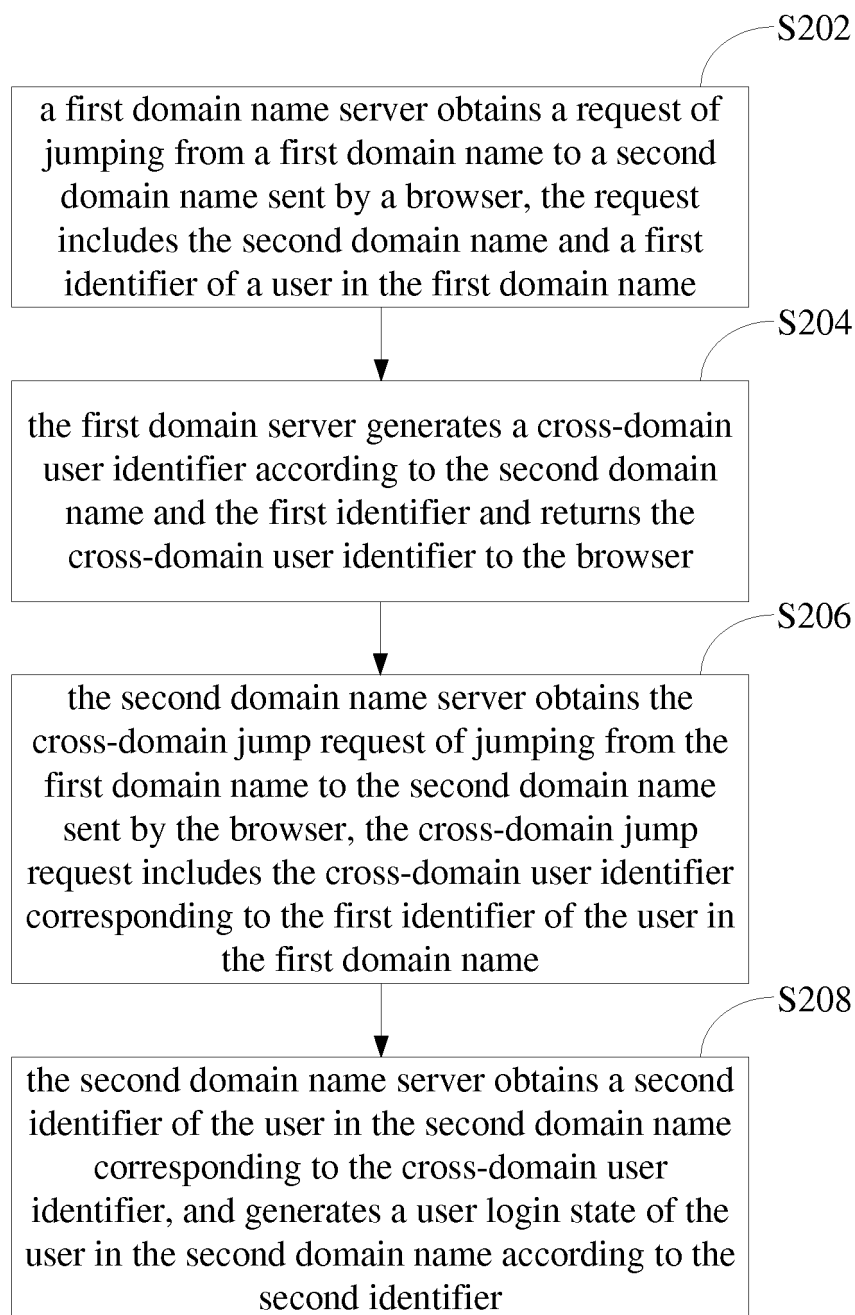 S202
a first domain name server obtains a request of
jumping from a first domain name to a second
domain name sent by a browser, the request
includes the second domain name and a first
identifier of a user in the first domain name
S204
the first domain server generates a cross-domain
user identifier according to the second domain
name and the first identifier and returns the
cross-domain user identifier to the browser
S206
the second domain name server obtains the
cross-domain jump request of jumping from the
first domain name to the second domain name
sent by the browser, the cross-domain jump
request includes the cross-domain user identifier
corresponding to the first identifier of the user in
the first domain name
S208
the second domain name server obtains a second
identifier of the user in the second domain name
corresponding to the cross-domain user
identifier, and generates a user login state of the
user in the second domain name according to the
second identifier